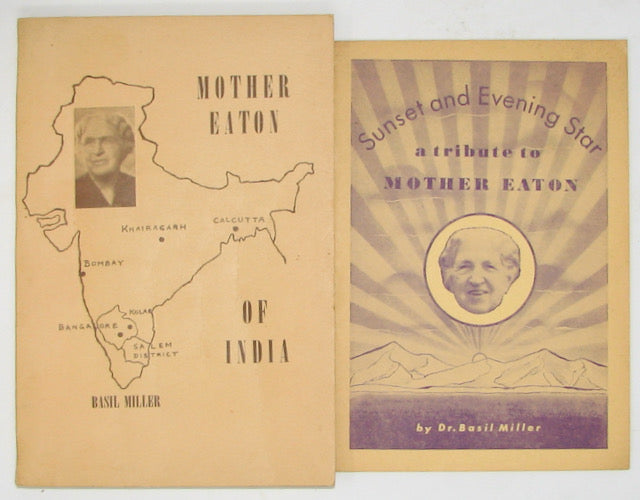 MOTHER
EATON
KHAIRAGARH
CALCUTTA
BOMBAY
KOLAR
BANGALORE
SALEM
DISTRICT
OF
INDIA
BASIL MILLER
Sunset and Evening Star
a tribute to
MOTHER EATON
by Dr. Basil Miller